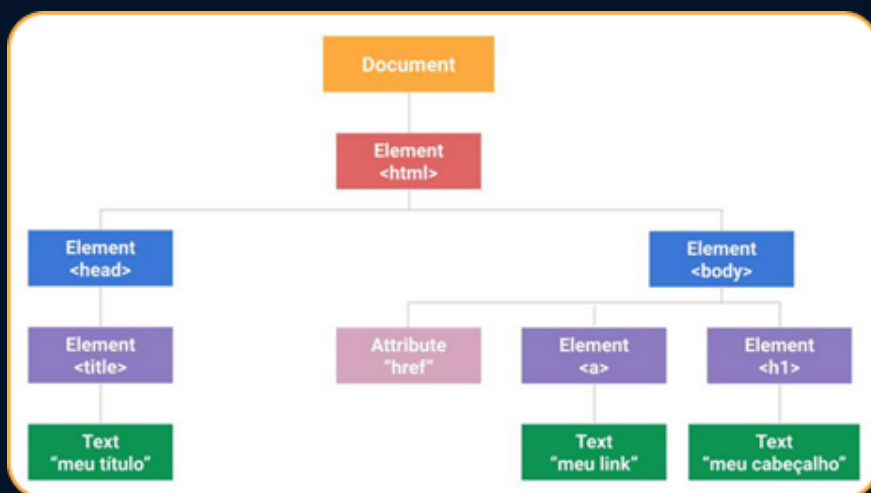 Document
Element
<html>
Element
<head>
Element
<body>
Element
<title>
Attribute
“href”
Element
<a>
Element
<h1>
Text
“meu título”
Text
“meu link”
Text
“meu cabeçalho”